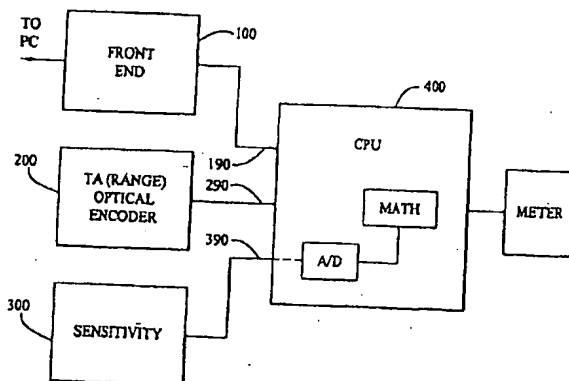 TO
PC
FRONT
END
100
400
CPU
200
TA (RANGE)
OPTICAL
ENCODER
190
290
MATH
METER
390
A/D
300
SENSITIVITY